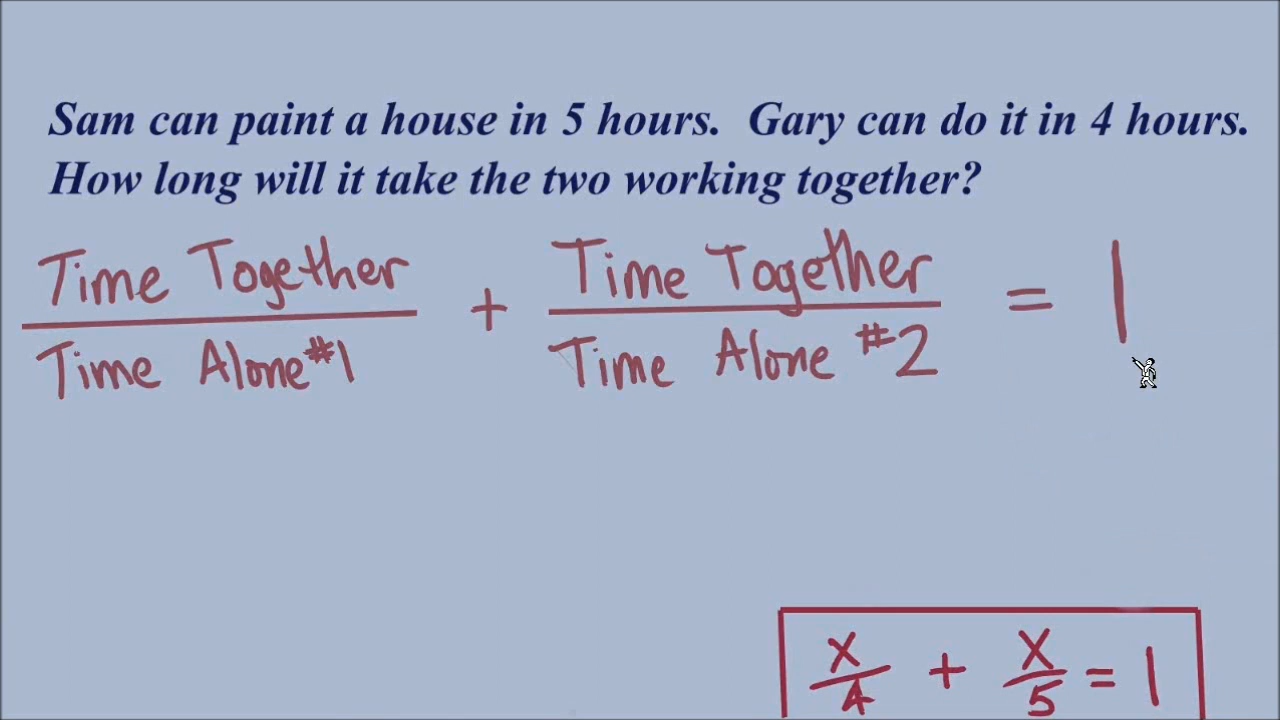 Sam can paint a house in 5 hours. Gary can do it in 4 hours.
How long will it take the two working together?
Time Together / Time Alone #1 + Time Together / Time Alone #2 = 1
x/4 + x/5 = 1